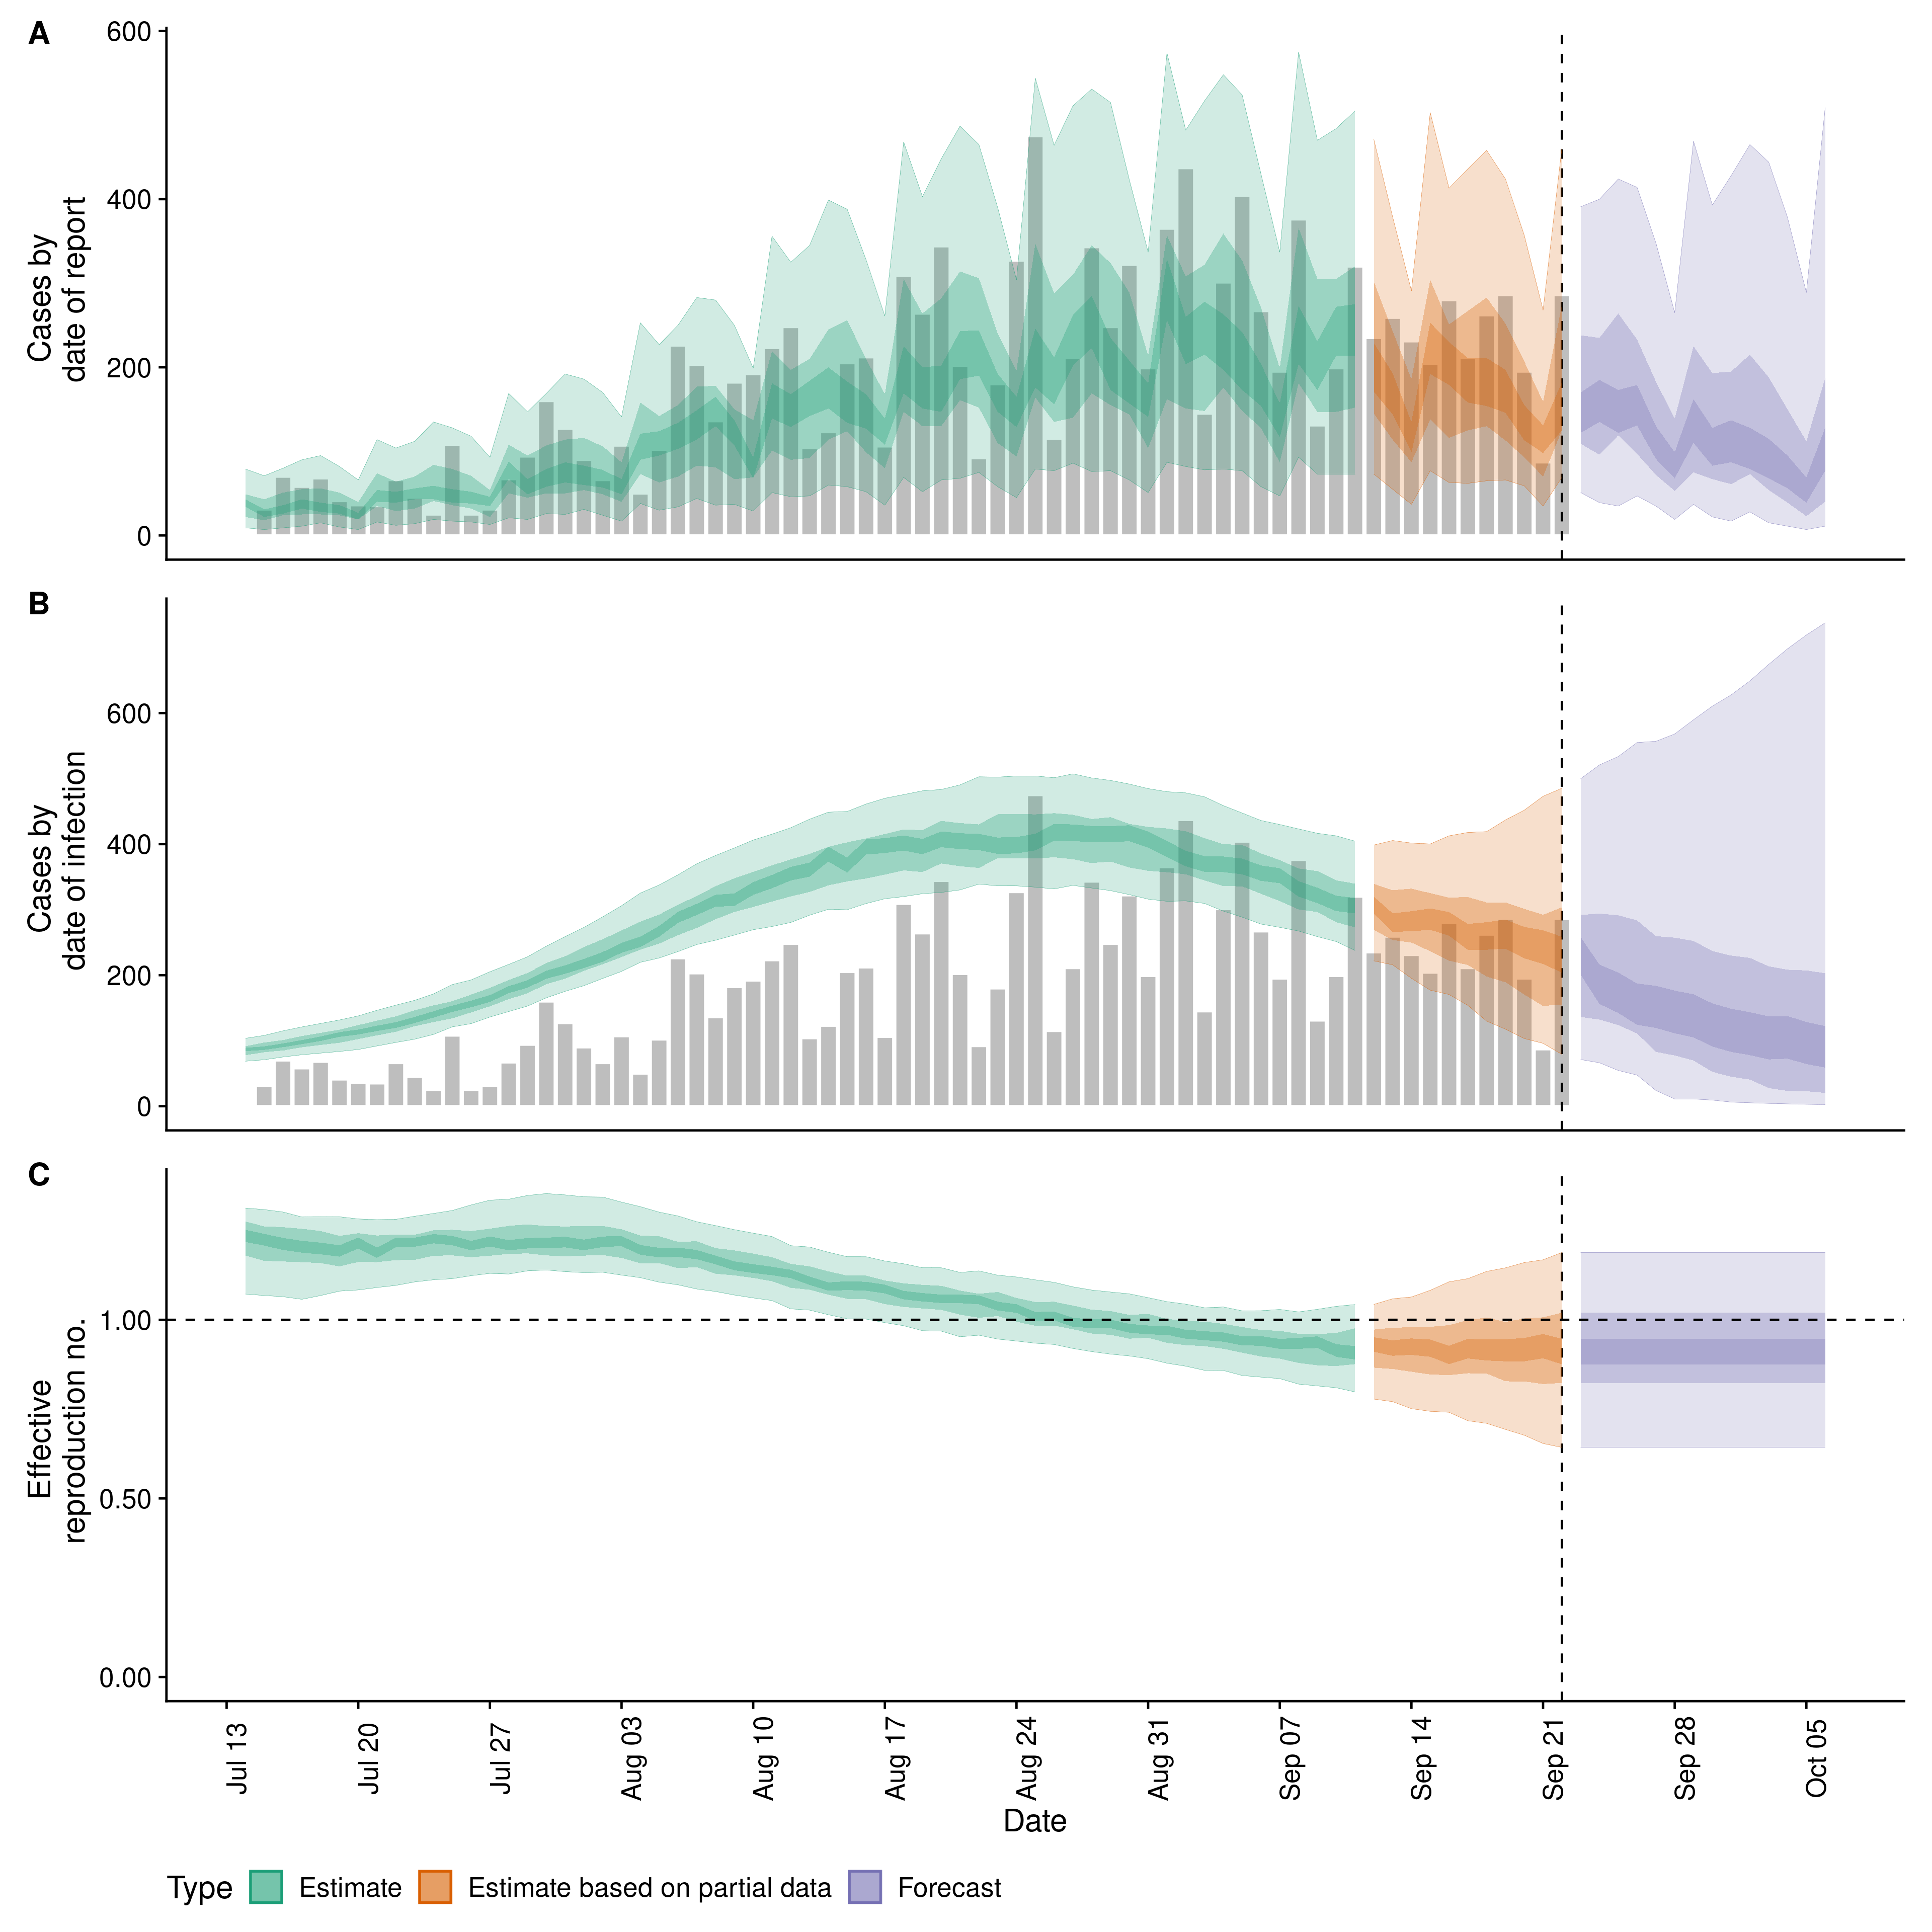 A
Cases by
date of report
600
400
200
0
B
Cases by
date of infection
600
400
200
0
C
Effective
reproduction no.
1.00
0.50
0.00
Jul 13
Jul 20
Jul 27
Aug 03
Aug 10
Aug 17
Aug 24
Aug 31
Sep 07
Sep 14
Sep 21
Sep 28
Oct 05
Date
Type Estimate Estimate based on partial data Forecast